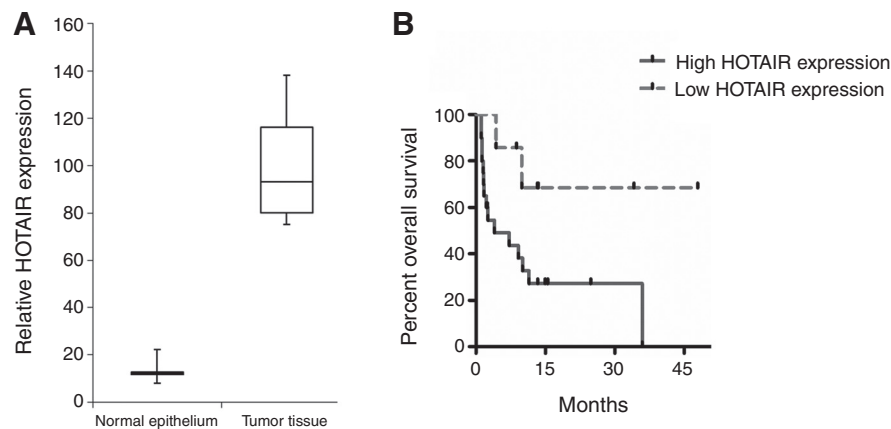 A
Relative HOTAIR expression
160
140
120
100
80
60
40
20
0
Normal epithelium
Tumor tissue
B
High HOTAIR expression
Low HOTAIR expression
Percent overall survival
100
80
60
40
20
0
0
15
30
45
Months